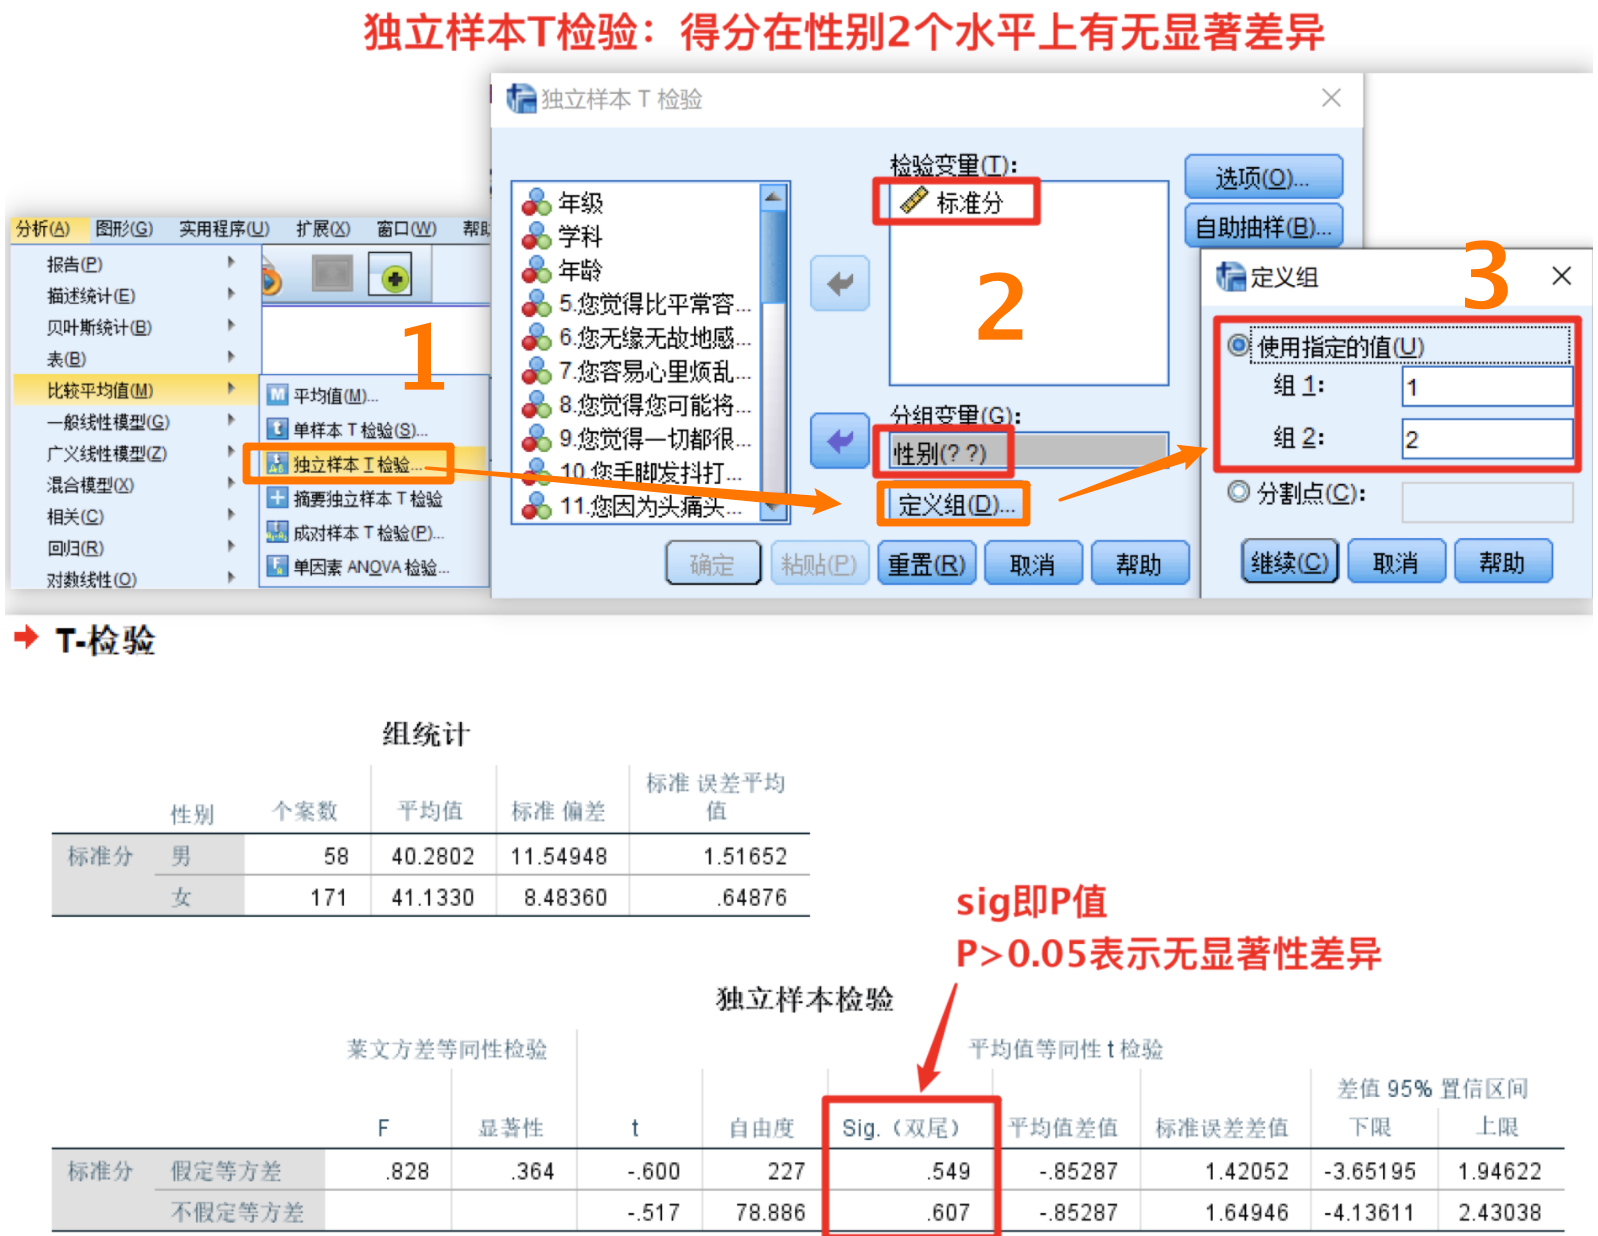 独立样本T检验：得分在性别2个水平上有无显著差异
独立样本 T 检验
检验变量(T):
标准分
年级
学科
年龄
5.您觉得比平常容...
6.您无缘无故地感...
7.您容易心里烦乱...
8.您觉得您可能将...
9.您觉得一切都很...
10.您手脚发抖打...
11.您因为头痛头...
选项(O)...
自助抽样(B)...
2
分组变量(G):
性别(? ?)
定义组(D)...
确定 粘贴(P) 重置(R) 取消 帮助
分析(A) 图形(G) 实用程序(U) 扩展(X) 窗口(W)
报告(P)
描述统计(E)
贝叶斯统计(B)
表(B)
比较平均值(M)
一般线性模型(G)
广义线性模型(Z)
混合模型(X)
相关(C)
回归(R)
对数线性(O)
1
平均值(M)...
单样本 T 检验(S)...
独立样本 T 检验...
摘要独立样本 T 检验
成对样本 T 检验(P)...
单因素 ANOVA 检验...
定义组
3
使用指定的值(U)
组 1: 1
组 2: 2
分割点(C):
继续(C) 取消 帮助
T-检验
组统计
性别 个案数 平均值 标准 偏差 标准 误差平均
值
标准分 男 58 40.2802 11.54948 1.51652
女 171 41.1330 8.48360 .64876
sig即P值
P>0.05表示无显著性差异
独立样本检验
莱文方差等同性检验 平均值等同性 t 检验
差值 95% 置信区间
F 显著性 t 自由度 Sig.（双尾） 平均值差值 标准误差差值 下限 上限
标准分 假定等方差 .828 .364 -.600 227 .549 -.85287 1.42052 -3.65195 1.94622
不假定等方差 -.517 78.886 .607 -.85287 1.64946 -4.13611 2.43038